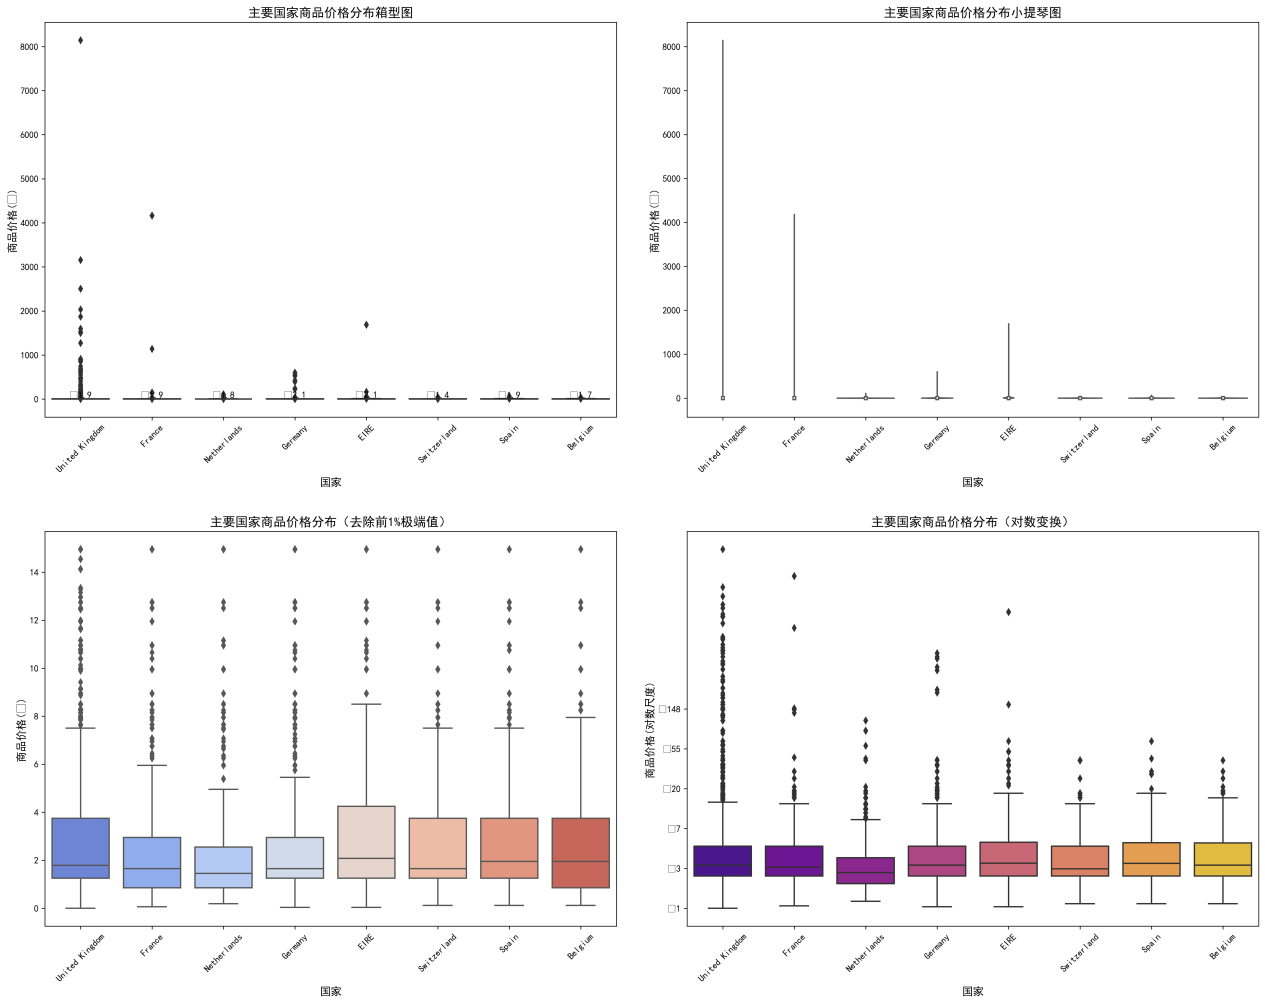 主要国家商品价格分布箱型图
商品价格(□)
8000
7000
6000
5000
4000
3000
2000
1000
0
United Kingdom
France
Netherlands
Germany
EIRE
Switzerland
Spain
Belgium
国家
主要国家商品价格分布小提琴图
商品价格(□)
8000
7000
6000
5000
4000
3000
2000
1000
0
United Kingdom
France
Netherlands
Germany
EIRE
Switzerland
Spain
Belgium
国家
主要国家商品价格分布（去除前1%极端值）
商品价格(□)
14
12
10
8
6
4
2
0
United Kingdom
France
Netherlands
Germany
EIRE
Switzerland
Spain
Belgium
国家
主要国家商品价格分布（对数变换）
商品价格(对数尺度)
□148
□55
□20
□7
□3
□1
United Kingdom
France
Netherlands
Germany
EIRE
Switzerland
Spain
Belgium
国家